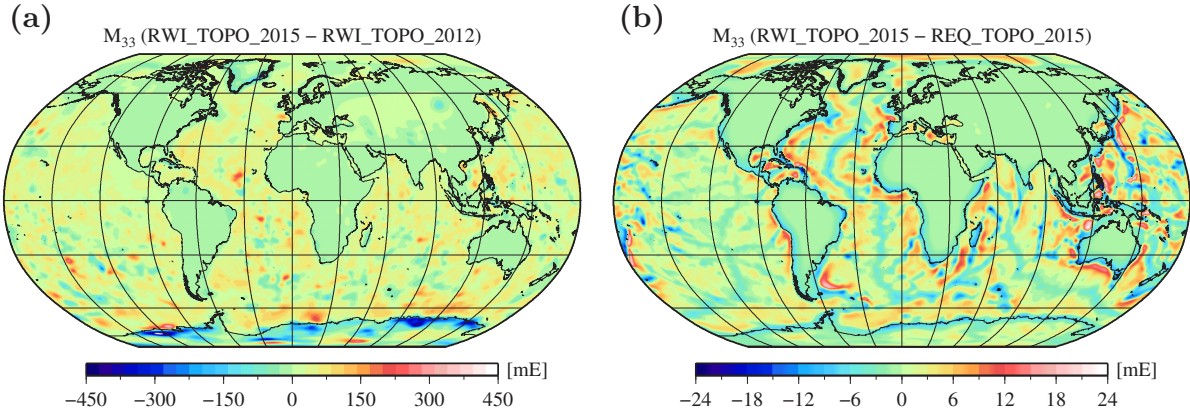 (a)
M33 (RWI_TOPO_2015 − RWI_TOPO_2012)
[mE]
−450 −300 −150 0 150 300 450
(b)
M33 (RWI_TOPO_2015 − REQ_TOPO_2015)
[mE]
−24 −18 −12 −6 0 6 12 18 24